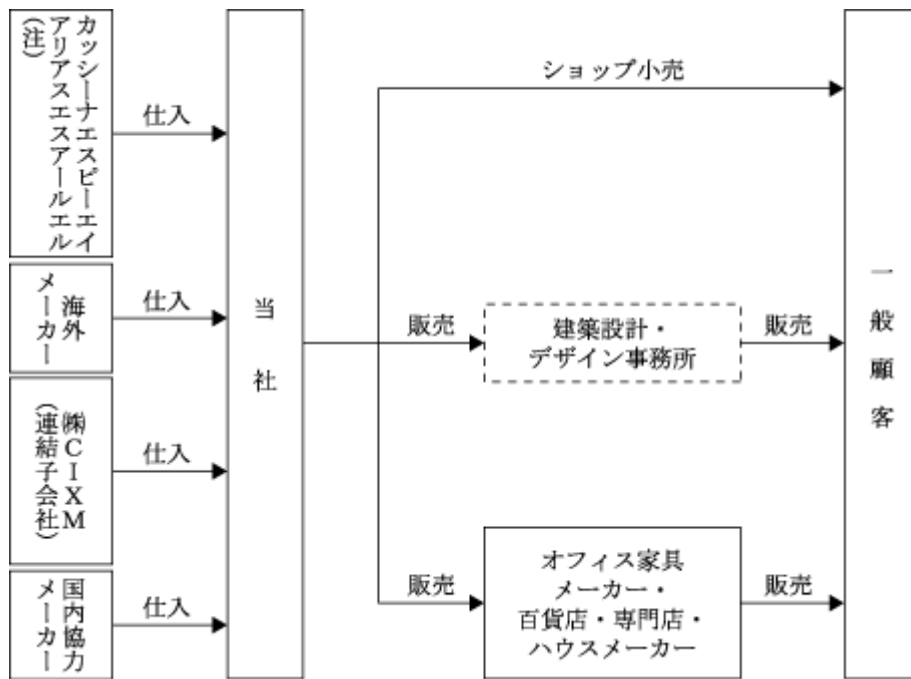 カッシーナエスピーエイ
アリアスエスアールエル
(注)
仕入
海外
メーカー
仕入
㈱CIXM
(連結子会社)
仕入
国内協力
メーカー
仕入
当社
ショップ小売
販売
建築設計・
デザイン事務所
販売
販売
オフィス家具
メーカー・
百貨店・専門店・
ハウスメーカー
販売
一般顧客